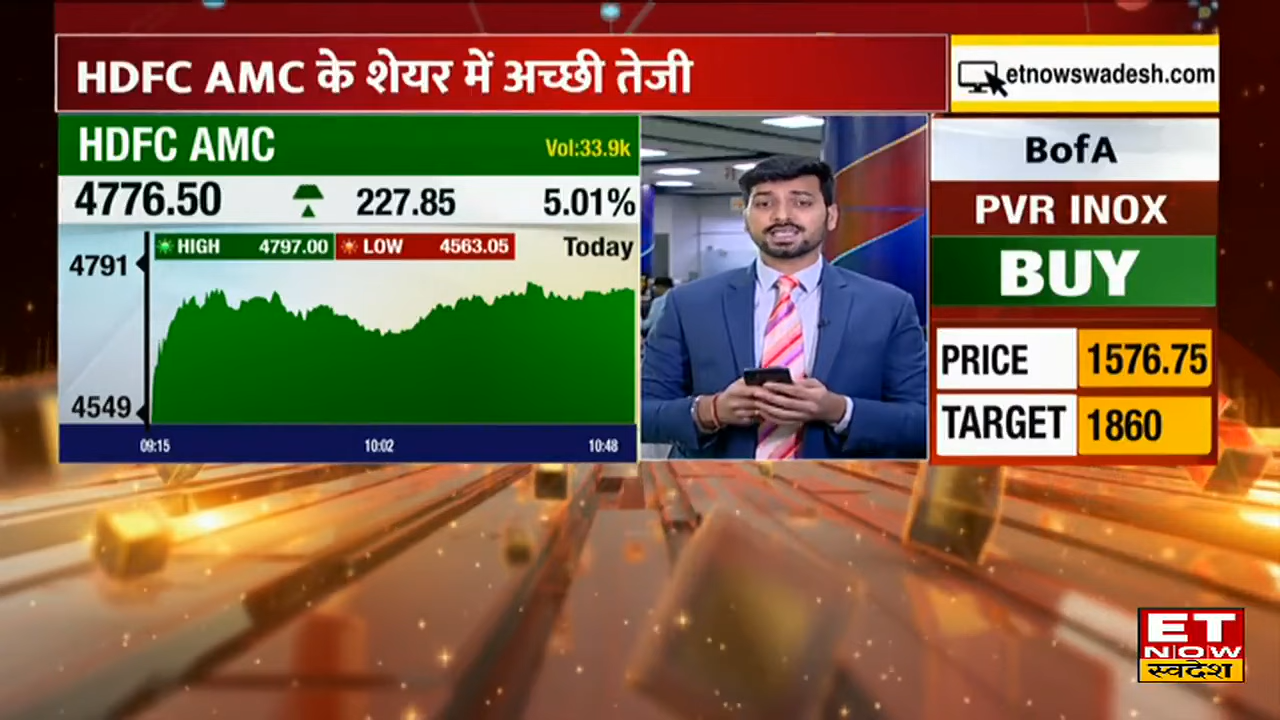 HDFC AMC के शेयर में अच्छी तेजी
etnowswadesh.com
HDFC AMC
Vol:33.9k
4776.50 227.85 5.01%
HIGH 4797.00 LOW 4563.05 Today
4791
4549
09:15 10:02 10:48
BofA
PVR INOX
BUY
PRICE 1576.75
TARGET 1860
ET
NOW
स्वदेश